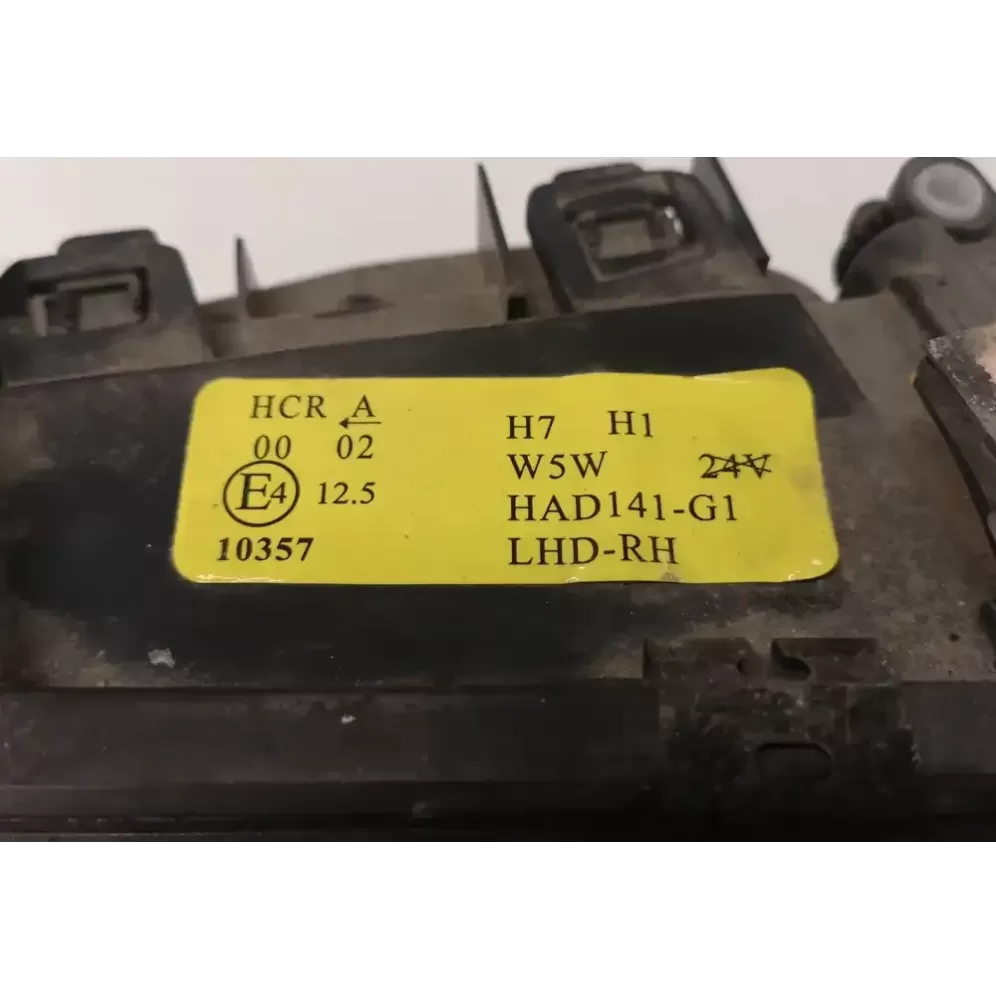 HCR A
00 02
E4 12.5
10357
H7 H1
W5W 24V
HAD141-G1
LHD-RH